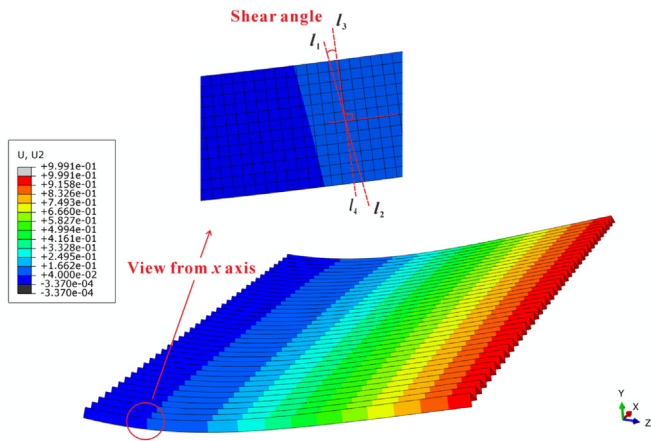 Shear angle
l3
l1
l4
l2
U, U2
+9.991e-01
+9.991e-01
+9.158e-01
+8.326e-01
+7.493e-01
+6.660e-01
+5.827e-01
+4.994e-01
+4.161e-01
+3.328e-01
+2.495e-01
+1.662e-01
+4.000e-02
-3.370e-04
-3.370e-04
View from x axis
Y
X
Z